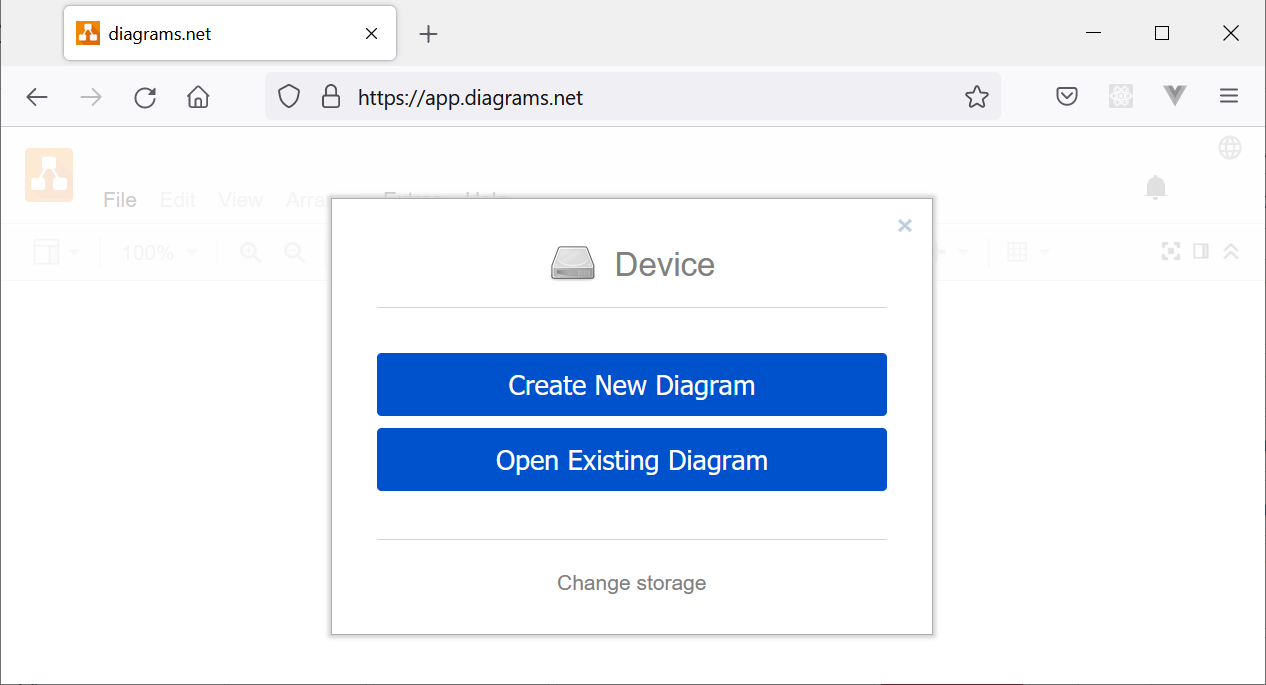 diagrams.net
https://app.diagrams.net
File Edit View
100%
Device
Create New Diagram
Open Existing Diagram
Change storage